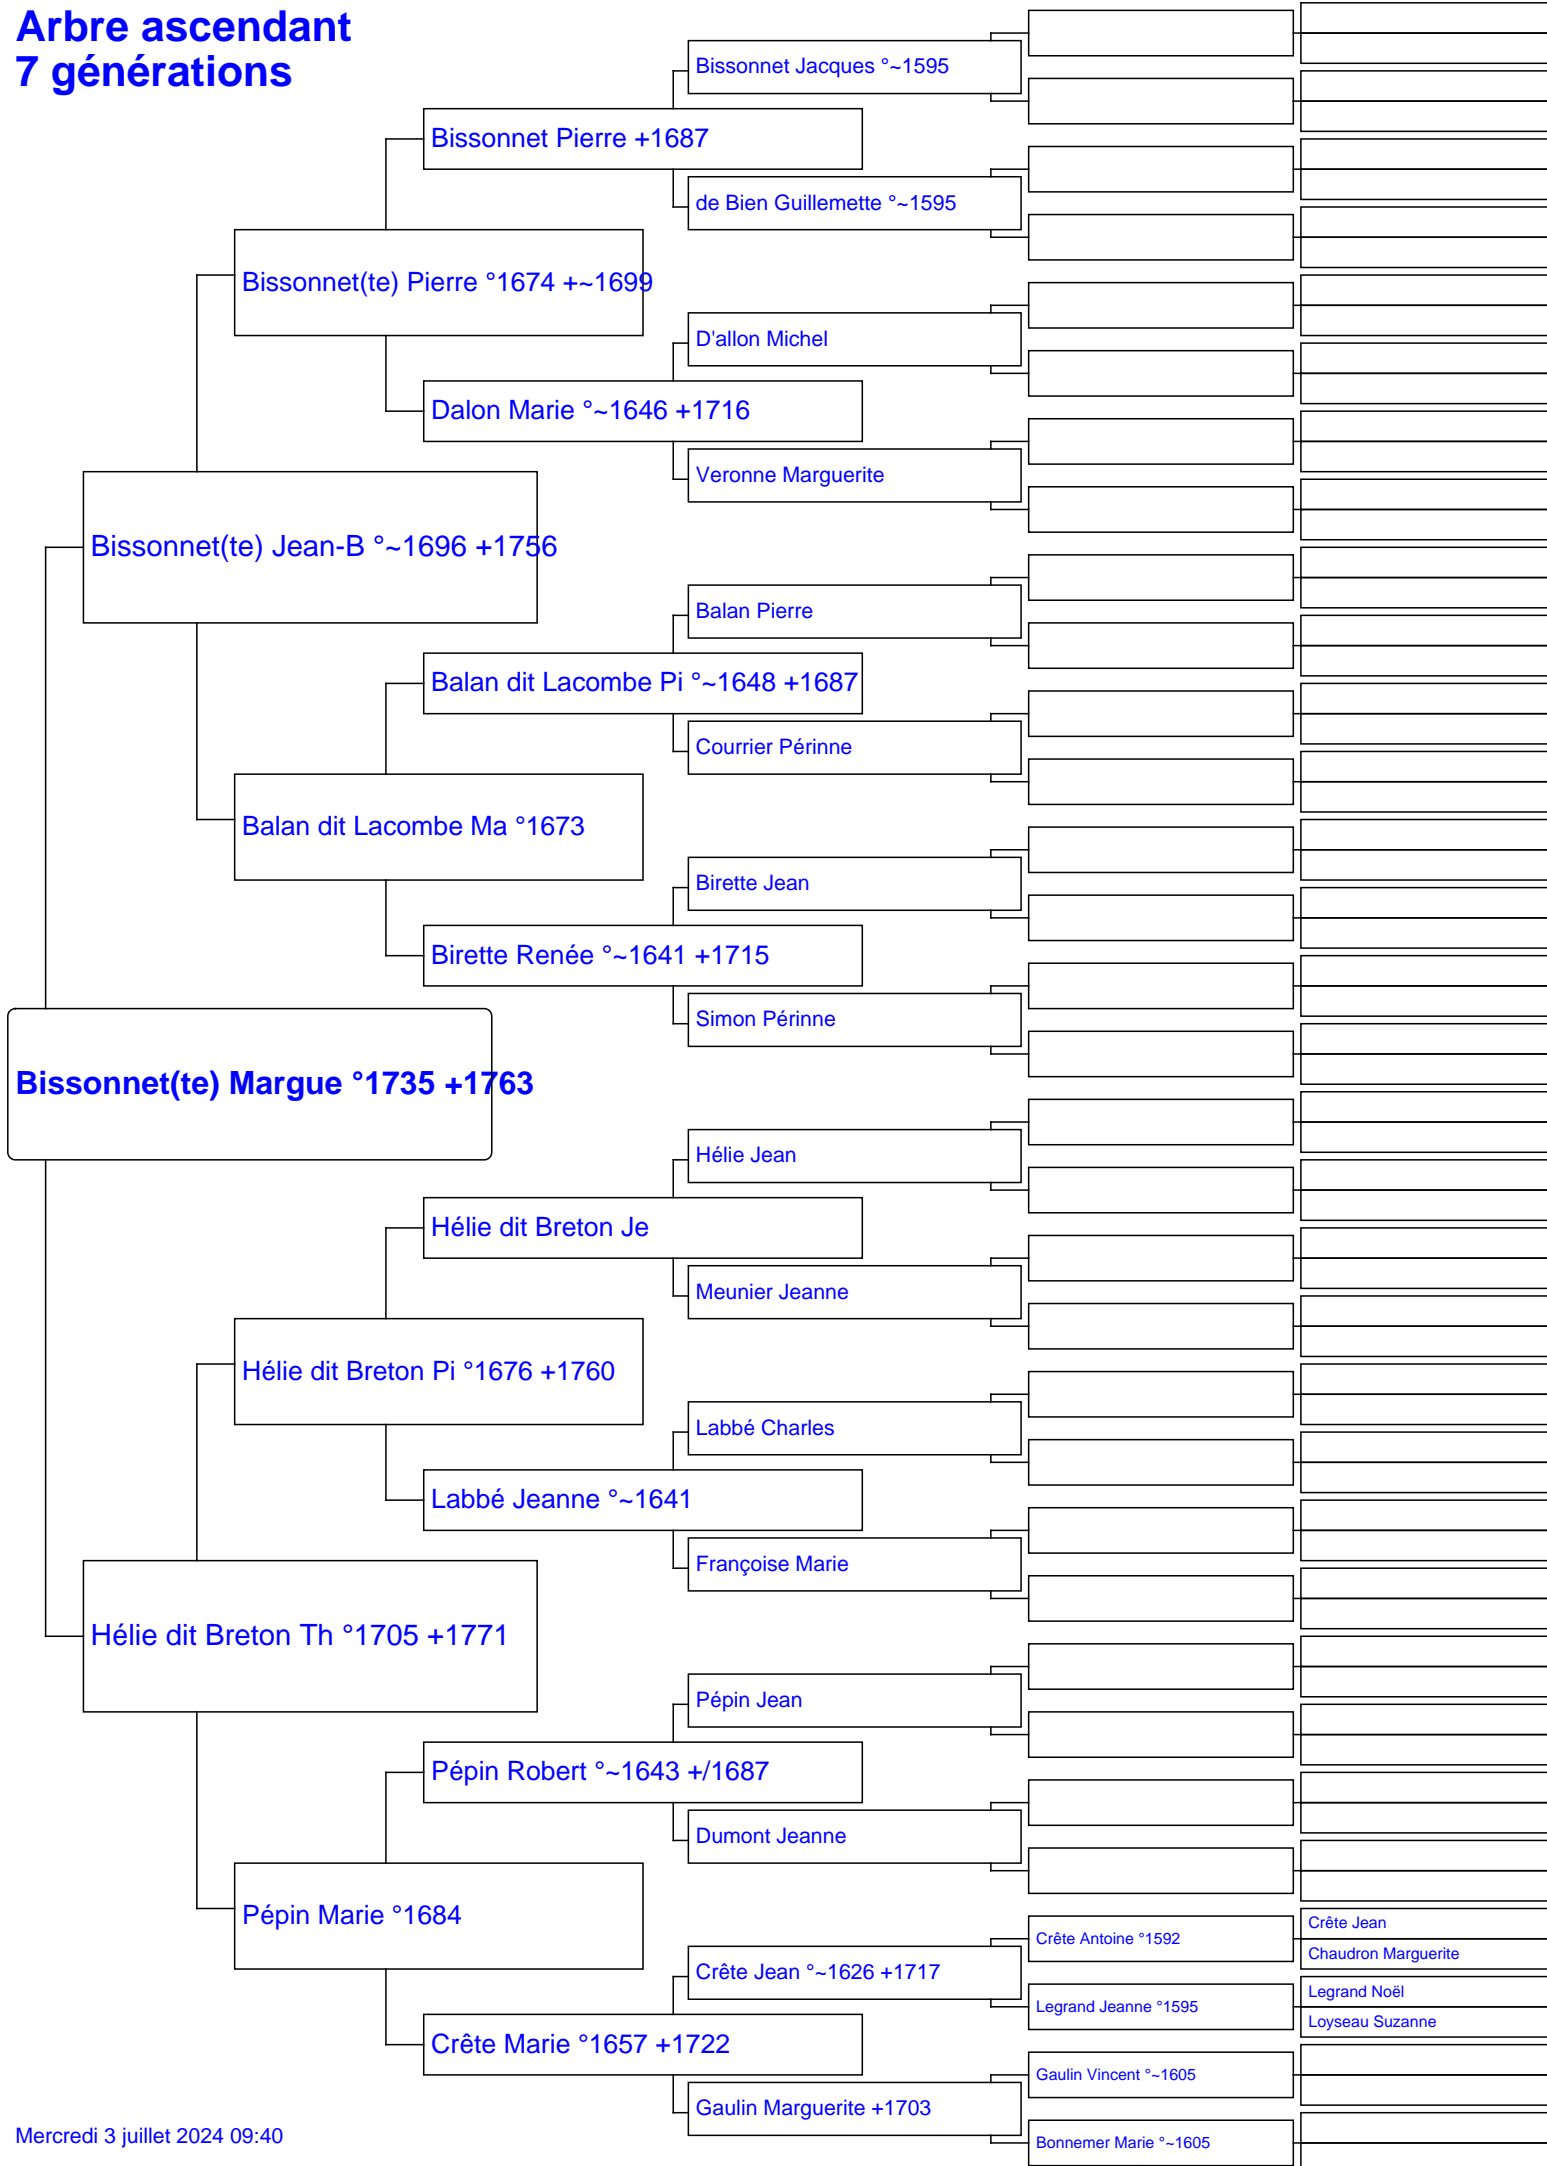 Arbre ascendant
7 générations
Bissonnet Jacques °~1595
Bissonnet Pierre +1687
de Bien Guillemette °~1595
Bissonnet(te) Pierre °1674 +~1699
D'allon Michel
Dalon Marie °~1646 +1716
Veronne Marguerite
Bissonnet(te) Jean-B °~1696 +1756
Balan Pierre
Balan dit Lacombe Pi °~1648 +1687
Courrier Périnne
Balan dit Lacombe Ma °1673
Birette Jean
Birette Renée °~1641 +1715
Simon Périnne
Bissonnet(te) Margue °1735 +1763
Hélie Jean
Hélie dit Breton Je
Meunier Jeanne
Hélie dit Breton Pi °1676 +1760
Labbé Charles
Labbé Jeanne °~1641
Françoise Marie
Hélie dit Breton Th °1705 +1771
Pépin Jean
Pépin Robert °~1643 +/1687
Dumont Jeanne
Pépin Marie °1684
Crête Jean
Crête Antoine °1592
Chaudron Marguerite
Crête Jean °~1626 +1717
Legrand Noël
Legrand Jeanne °1595
Loyseau Suzanne
Crête Marie °1657 +1722
Gaulin Vincent °~1605
Gaulin Marguerite +1703
Bonnemer Marie °~1605
Mercredi 3 juillet 2024 09:40